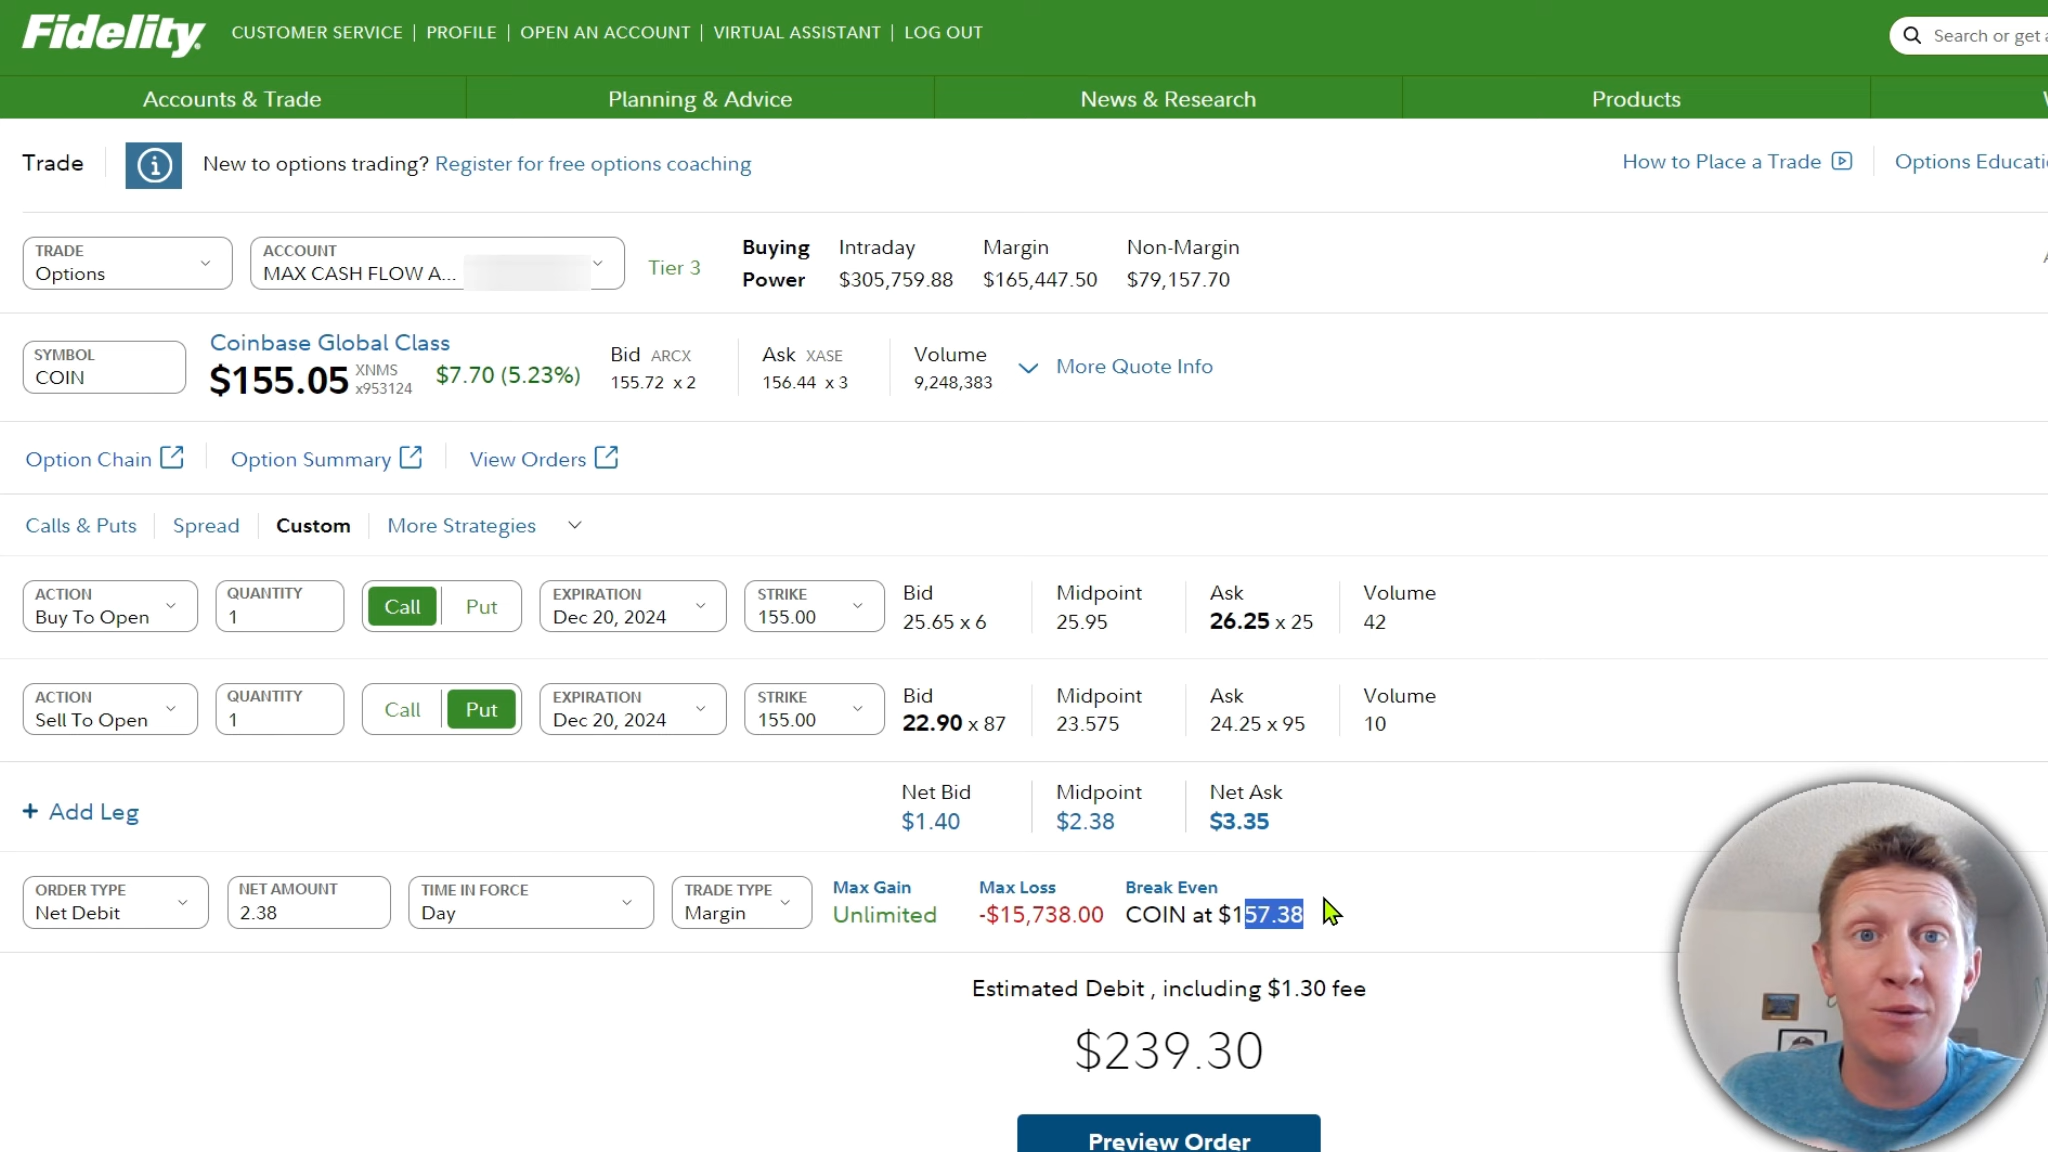 Fidelity
CUSTOMER SERVICE | PROFILE | OPEN AN ACCOUNT | VIRTUAL ASSISTANT | LOG OUT
Search or get
Accounts & Trade
Planning & Advice
News & Research
Products
Trade
New to options trading? Register for free options coaching
How to Place a Trade
Options Educati
TRADE
Options
ACCOUNT
MAX CASH FLOW A...
Tier 3
Buying Power
Intraday
$305,759.88
Margin
$165,447.50
Non-Margin
$79,157.70
SYMBOL
COIN
Coinbase Global Class
$155.05 XNMS x953124 $7.70 (5.23%)
Bid ARCX
155.72 x 2
Ask XASE
156.44 x 3
Volume
9,248,383
More Quote Info
Option Chain
Option Summary
View Orders
Calls & Puts
Spread
Custom
More Strategies
ACTION
Buy To Open
QUANTITY
1
Call Put
EXPIRATION
Dec 20, 2024
STRIKE
155.00
Bid
25.65 x 6
Midpoint
25.95
Ask
26.25 x 25
Volume
42
ACTION
Sell To Open
QUANTITY
1
Call Put
EXPIRATION
Dec 20, 2024
STRIKE
155.00
Bid
22.90 x 87
Midpoint
23.575
Ask
24.25 x 95
Volume
10
+ Add Leg
Net Bid
$1.40
Midpoint
$2.38
Net Ask
$3.35
ORDER TYPE
Net Debit
NET AMOUNT
2.38
TIME IN FORCE
Day
TRADE TYPE
Margin
Max Gain
Unlimited
Max Loss
-$15,738.00
Break Even
COIN at $157.38
Estimated Debit , including $1.30 fee
$239.30
Preview Order